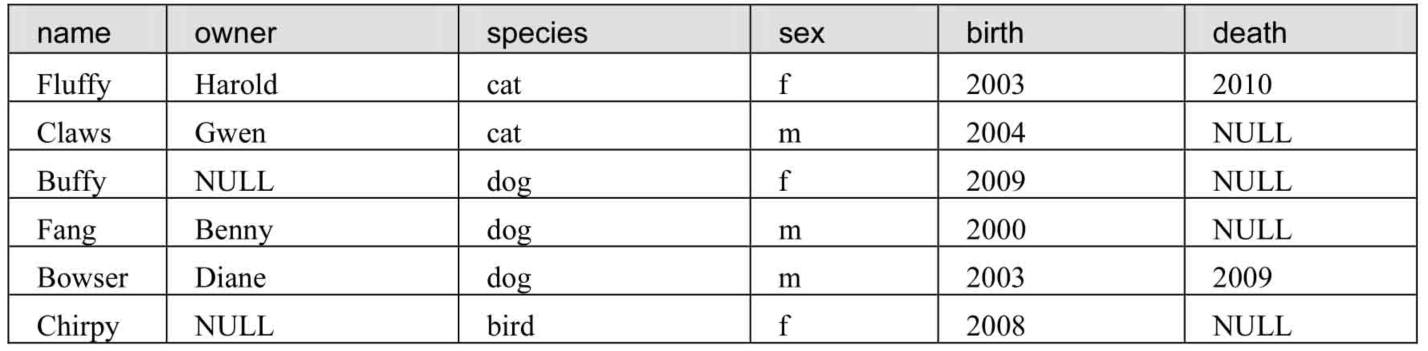 name owner species sex birth death
Fluffy Harold cat f 2003 2010
Claws Gwen cat m 2004 NULL
Buffy NULL dog f 2009 NULL
Fang Benny dog m 2000 NULL
Bowser Diane dog m 2003 2009
Chirpy NULL bird f 2008 NULL